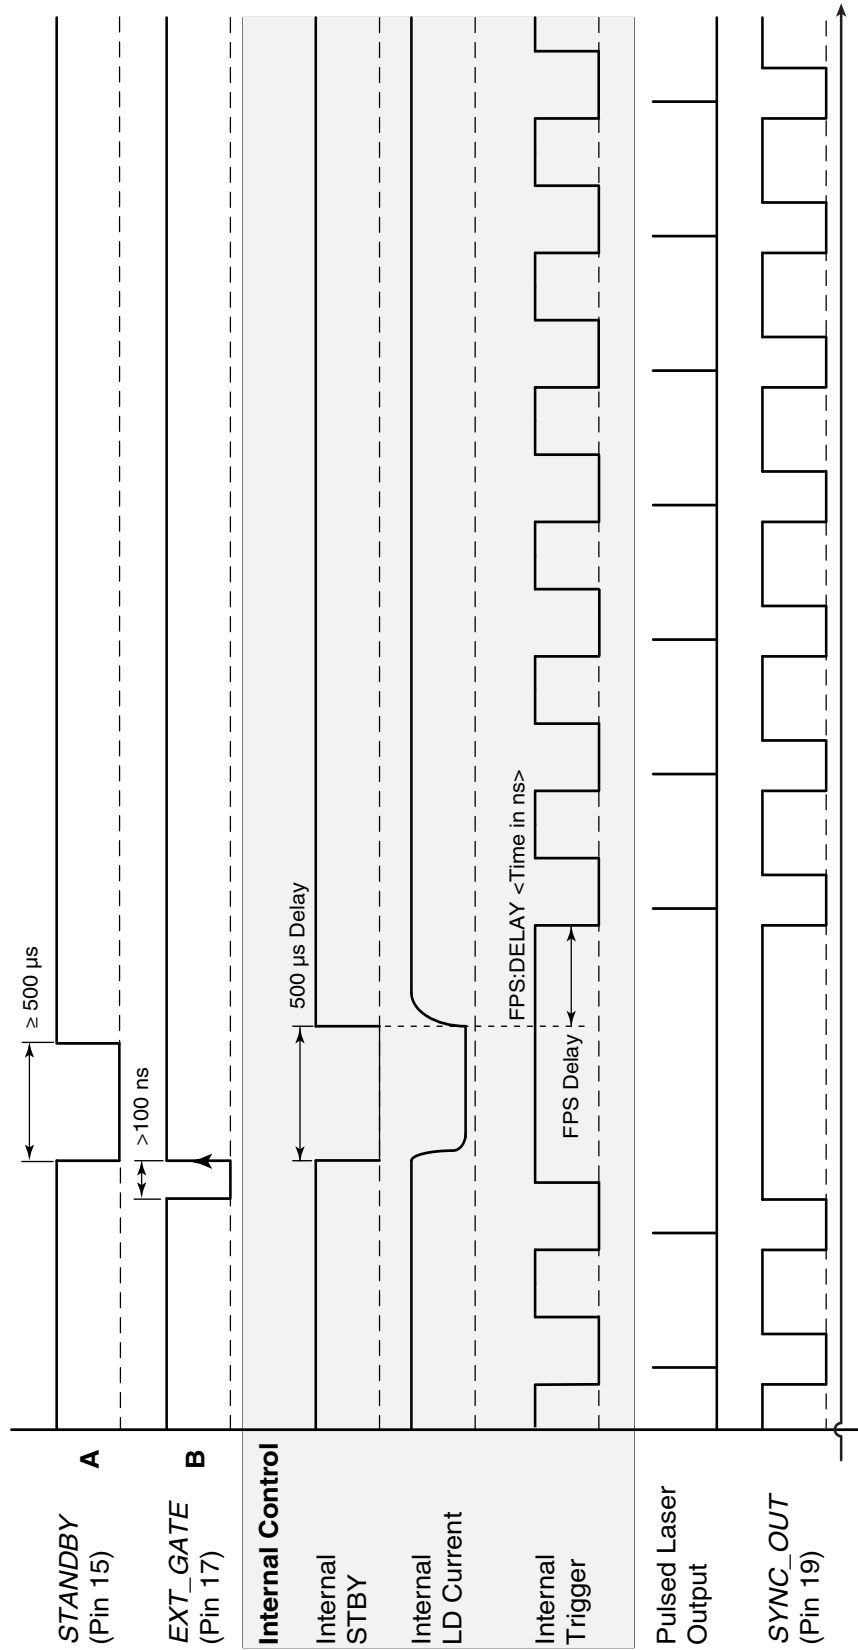 STANDBY
(Pin 15)
A
≥ 500 µs
EXT_GATE
(Pin 17)
B
>100 ns
Internal Control
Internal
STBY
500 µs Delay
Internal
LD Current
Internal
Trigger
FPS Delay
FPS:DELAY <Time in ns>
Pulsed Laser
Output
SYNC_OUT
(Pin 19)